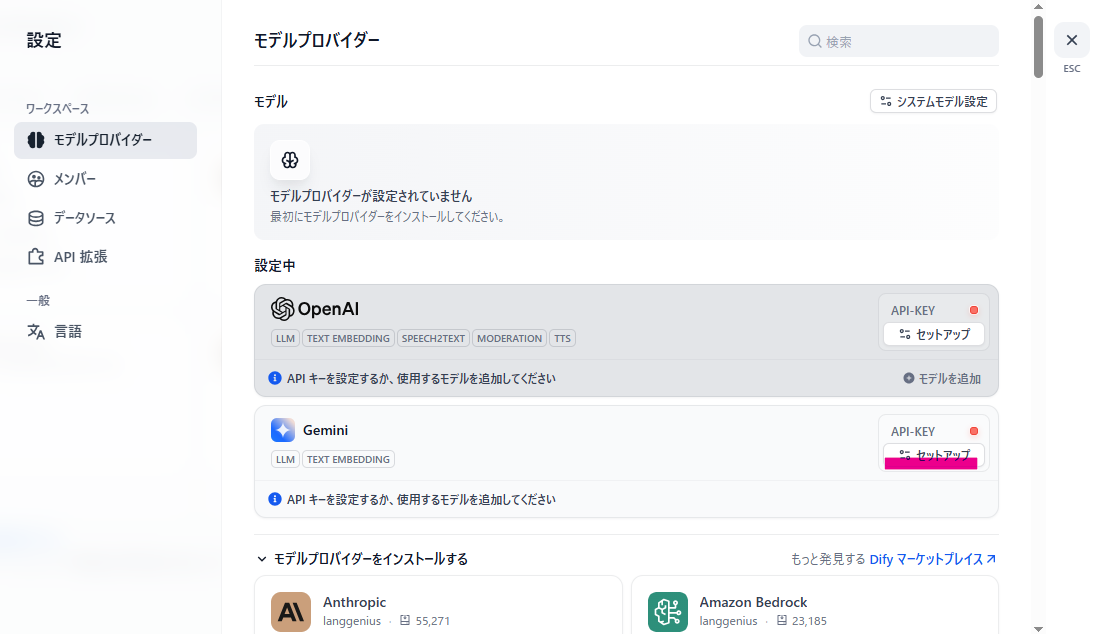 設定
ワークスペース
モデルプロバイダー
メンバー
データソース
API 拡張
一般
言語
モデルプロバイダー
検索
ESC
モデル
システムモデル設定
モデルプロバイダーが設定されていません
最初にモデルプロバイダーをインストールしてください。
設定中
OpenAI
LLM TEXT EMBEDDING SPEECH2TEXT MODERATION TTS
API-KEY
セットアップ
API キーを設定するか、使用するモデルを追加してください
モデルを追加
Gemini
LLM TEXT EMBEDDING
API-KEY
セットアップ
API キーを設定するか、使用するモデルを追加してください
モデルプロバイダーをインストールする
もっと発見する Dify マーケットプレイス
Anthropic
langgenius · 55,271
Amazon Bedrock
langgenius · 23,185